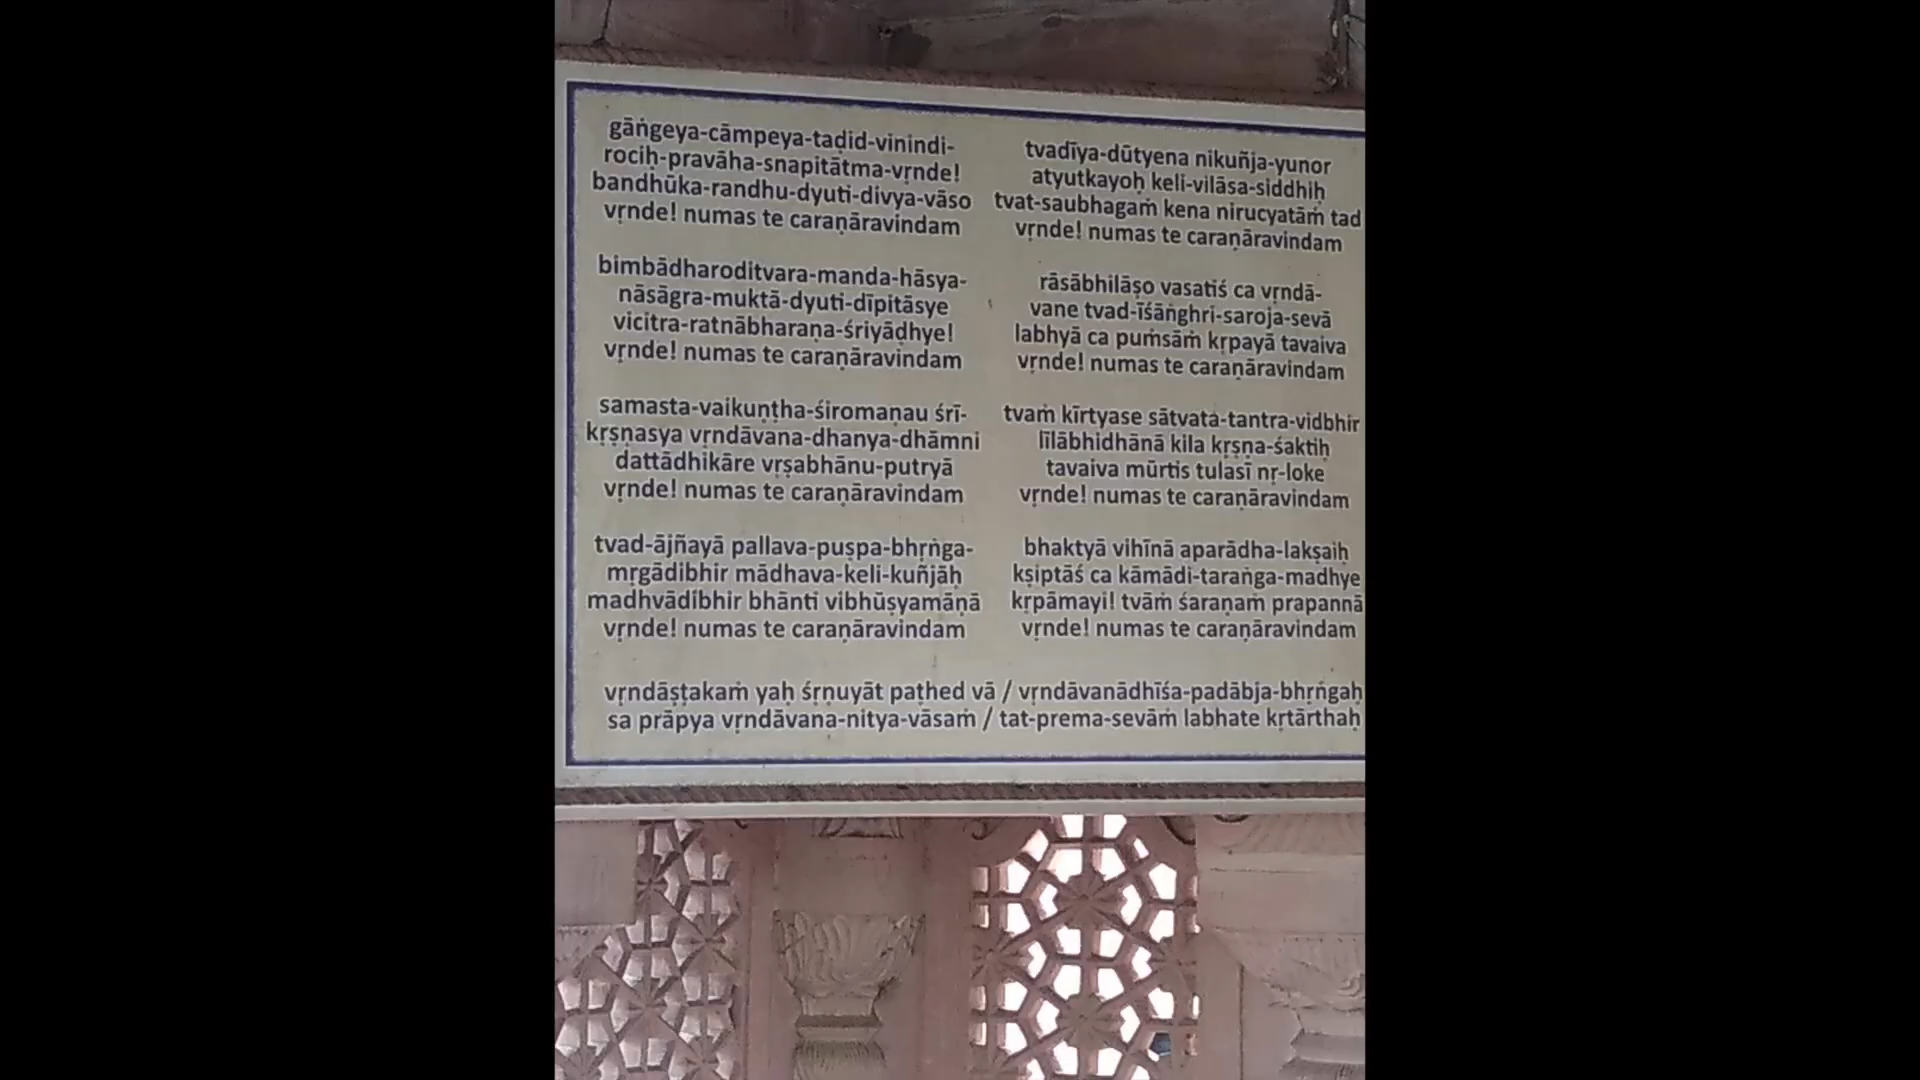 gāṅgeya-cāmpeya-taḍid-vinindi-
rocih-pravāha-snapitātma-vṛnde!
bandhūka-randhu-dyuti-divya-vāso
vṛnde! numas te caraṇāravindam
bimbādharoditvara-manda-hāsya-
nāsāgra-muktā-dyuti-dīpitāsye
vicitra-ratnābharaṇa-śriyāḍhye!
vṛnde! numas te caraṇāravindam
samasta-vaikuṇṭha-śiromaṇau śrī-
kṛṣṇasya vṛndāvana-dhanya-dhāmni
dattādhikāre vṛṣabhānu-putryā
vṛnde! numas te caraṇāravindam
tvad-ājñayā pallava-puṣpa-bhṛṅga-
mṛgādibhir mādhava-keli-kuñjāḥ
madhvādibhir bhānti vibhūṣyamāṇā
vṛnde! numas te caraṇāravindam
tvadīya-dūtyena nikuñja-yunor
atyutkayoḥ keli-vilāsa-siddhiḥ
tvat-saubhagaṁ kena nirucyatāṁ tad
vṛnde! numas te caraṇāravindam
rāsābhilāṣo vasatiś ca vṛndā-
vane tvad-īśāṅghri-saroja-sevā
labhyā ca puṁsāṁ kṛpayā tavaiva
vṛnde! numas te caraṇāravindam
tvaṁ kīrtyase sātvata-tantra-vidbhir
līlābhidhānā kila kṛṣṇa-śaktiḥ
tavaiva mūrtis tulasī nṛ-loke
vṛnde! numas te caraṇāravindam
bhaktyā vihīnā aparādha-lakṣaiḥ
kṣiptāś ca kāmādi-taraṅga-madhye
kṛpāmayi! tvāṁ śaraṇaṁ prapannā
vṛnde! numas te caraṇāravindam
vṛndāṣṭakaṁ yaḥ śṛṇuyāt paṭhed vā / vṛndāvanādhīśa-padābja-bhṛṅgaḥ
sa prāpya vṛndāvana-nitya-vāsaṁ / tat-prema-sevāṁ labhate kṛtārthaḥ